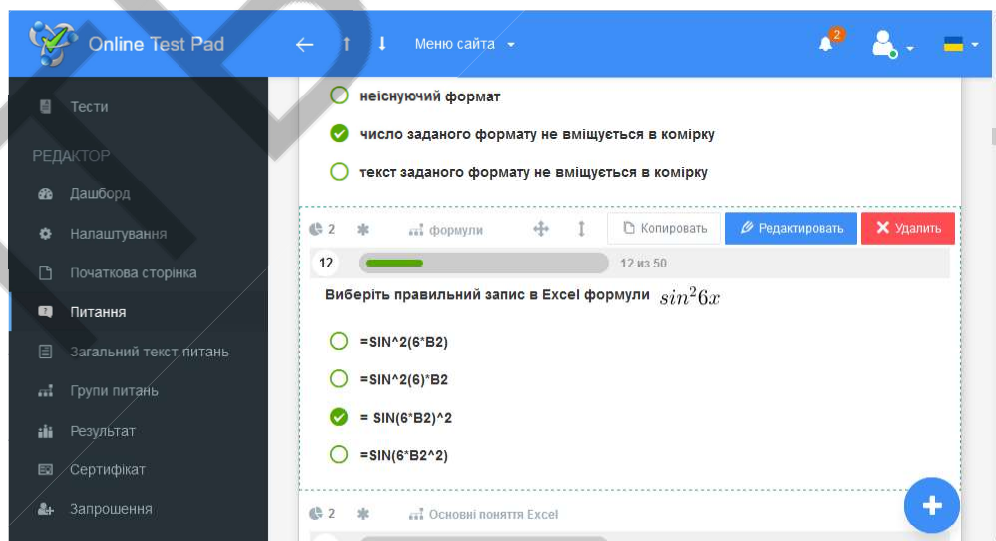 Online Test Pad
Меню сайта
2
Тести
РЕДАКТОР
Дашборд
Налаштування
Початкова сторінка
Питання
Загальний текст питань
Групи питань
Результат
Сертифікат
Запрошення
неіснуючий формат
число заданого формату не вміщується в комірку
текст заданого формату не вміщується в комірку
2 формули Копировать Редактировать Удалить
12 12 из 50
Виберіть правильний запис в Excel формули sin²6x
=SIN^2(6*B2)
=SIN^2(6)*B2
= SIN(6*B2)^2
=SIN(6*B2^2)
2 Основні поняття Excel